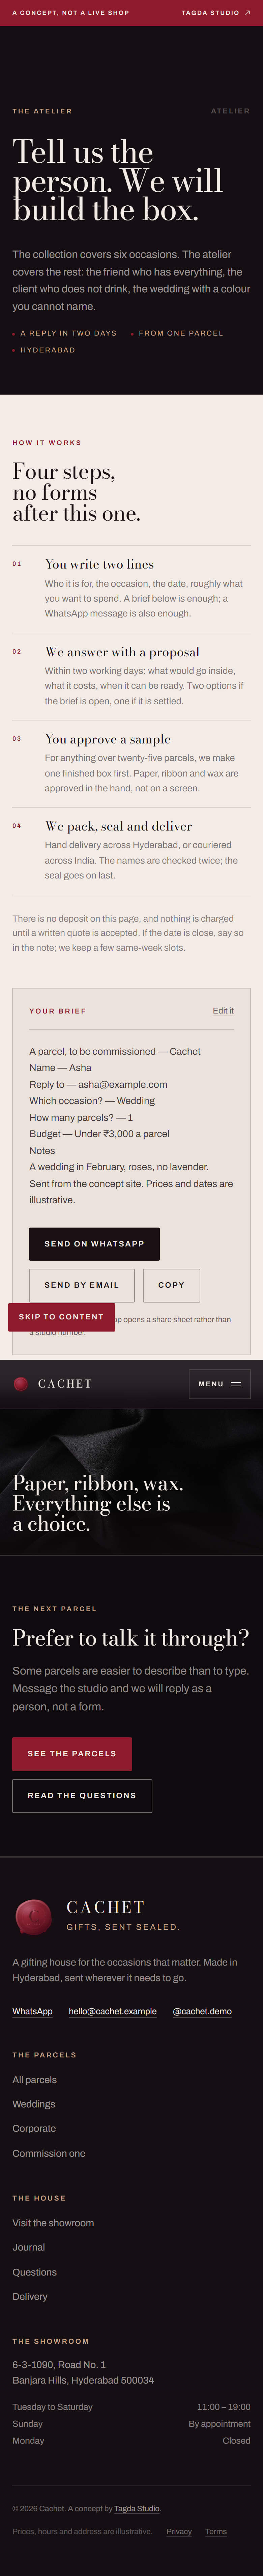 A CONCEPT, NOT A LIVE SHOP
TAGDA STUDIO ↗
THE ATELIER
ATELIER
Tell us the
person. We will
build the box.
The collection covers six occasions. The atelier
covers the rest: the friend who has everything, the
client who does not drink, the wedding with a colour
you cannot name.
A REPLY IN TWO DAYS
FROM ONE PARCEL
HYDERABAD
HOW IT WORKS
Four steps,
no forms
after this one.
01
You write two lines
Who it is for, the occasion, the date, roughly what
you want to spend. A brief below is enough; a
WhatsApp message is also enough.
02
We answer with a proposal
Within two working days: what would go inside,
what it costs, when it can be ready. Two options if
the brief is open, one if it is settled.
03
You approve a sample
For anything over twenty-five parcels, we make
one finished box first. Paper, ribbon and wax are
approved in the hand, not on a screen.
04
We pack, seal and deliver
Hand delivery across Hyderabad, or couriered
across India. The names are checked twice; the
seal goes on last.
There is no deposit on this page, and nothing is charged
until a written quote is accepted. If the date is close, say so
in the note; we keep a few same-week slots.
YOUR BRIEF
Edit it
A parcel, to be commissioned — Cachet
Name — Asha
Reply to — asha@example.com
Which occasion? — Wedding
How many parcels? — 1
Budget — Under ₹3,000 a parcel
Notes
A wedding in February, roses, no lavender.
Sent from the concept site. Prices and dates are
illustrative.
SEND ON WHATSAPP
SEND BY EMAIL
COPY
SKIP TO CONTENT
opens a share sheet rather than
a studio number.
CACHET
MENU
Paper, ribbon, wax.
Everything else is
a choice.
THE NEXT PARCEL
Prefer to talk it through?
Some parcels are easier to describe than to type.
Message the studio and we will reply as a
person, not a form.
SEE THE PARCELS
READ THE QUESTIONS
CACHET
GIFTS, SENT SEALED.
A gifting house for the occasions that matter. Made in
Hyderabad, sent wherever it needs to go.
WhatsApp
hello@cachet.example
@cachet.demo
THE PARCELS
All parcels
Weddings
Corporate
Commission one
THE HOUSE
Visit the showroom
Journal
Questions
Delivery
THE SHOWROOM
6-3-1090, Road No. 1
Banjara Hills, Hyderabad 500034
Tuesday to Saturday
11:00 – 19:00
Sunday
By appointment
Monday
Closed
© 2026 Cachet. A concept by Tagda Studio.
Prices, hours and address are illustrative.
Privacy
Terms